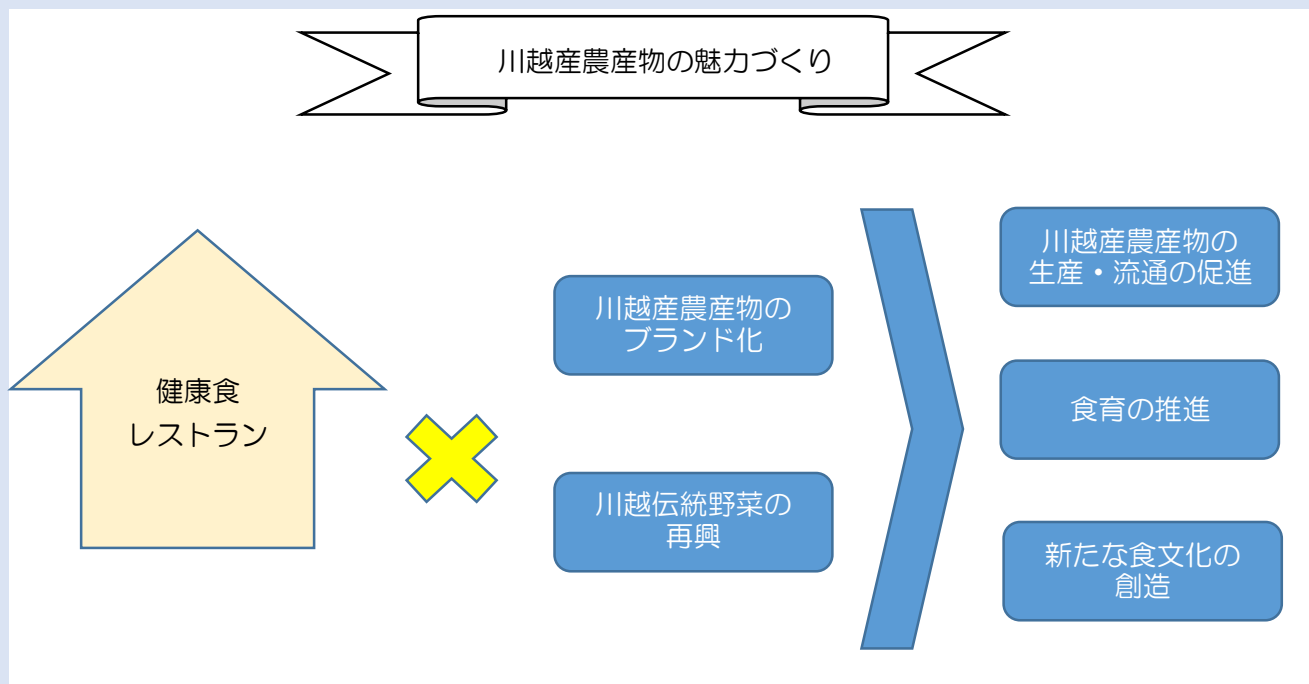 川越産農産物の魅力づくり
健康食
レストラン
川越産農産物の
ブランド化
川越伝統野菜の
再興
川越産農産物の
生産・流通の促進
食育の推進
新たな食文化の
創造